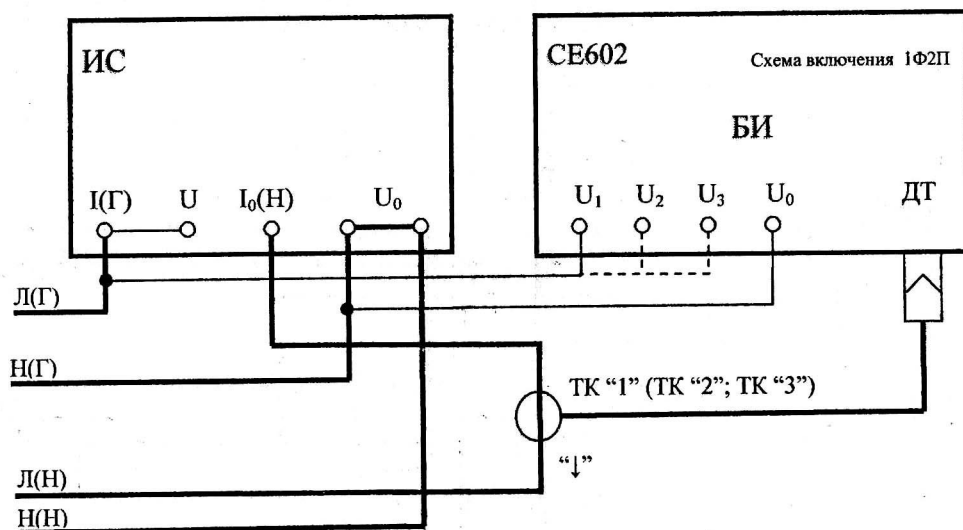 ИС
СЕ602
Схема включения 1Ф2П
БИ
I(Г) U I₀(Н) U₀
U₁ U₂ U₃ U₀ ДТ
Л(Г)
Н(Г)
ТК “1” (ТК “2”; ТК “3”)
“↓”
Л(Н)
Н(Н)